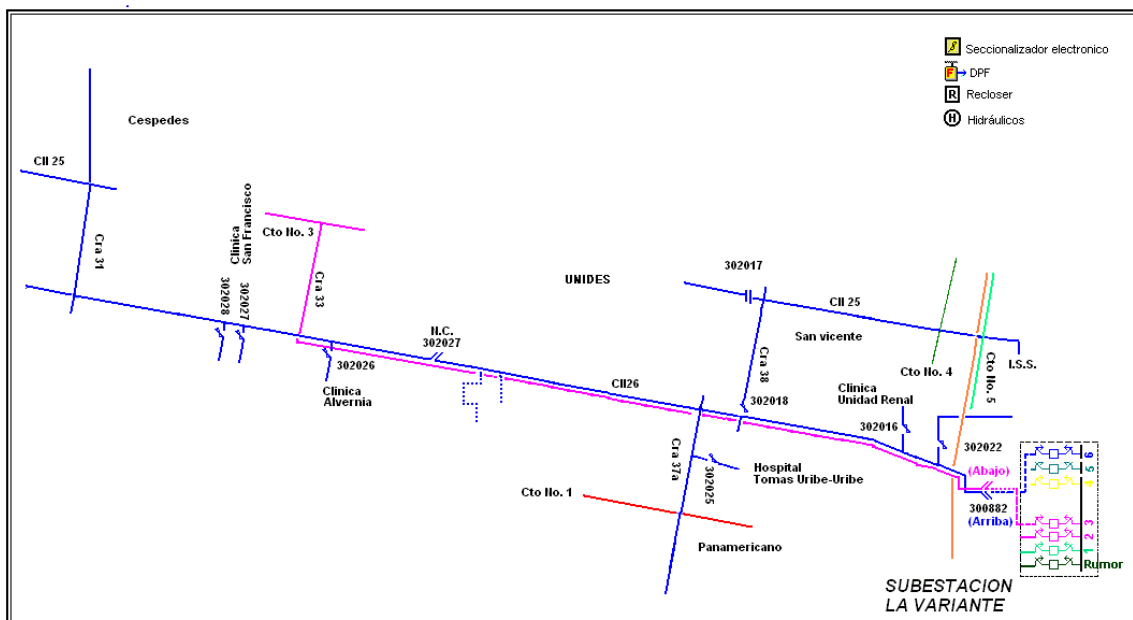 Seccionalizador electronico
F DPF
R Recloser
H Hidráulicos
Cespedes
Cll 25
Cra 31
Clinica
San Francisco
302028
302027
Cto No. 3
Cra 33
UNIDES
302017
Cll 25
San vicente
N.C.
302027
302026
Clinica
Alvernia
Cll26
Cra 38
302018
Cto No. 4
Cto No. 5
I.S.S.
Clinica
Unidad Renal
302016
302022
Cra 37a
302025
Hospital
Tomas Uribe-Uribe
Cto No. 1
Panamericano
(Abajo)
300882
(Arriba)
6
5
4
3
2
1
Rumor
SUBESTACION
LA VARIANTE